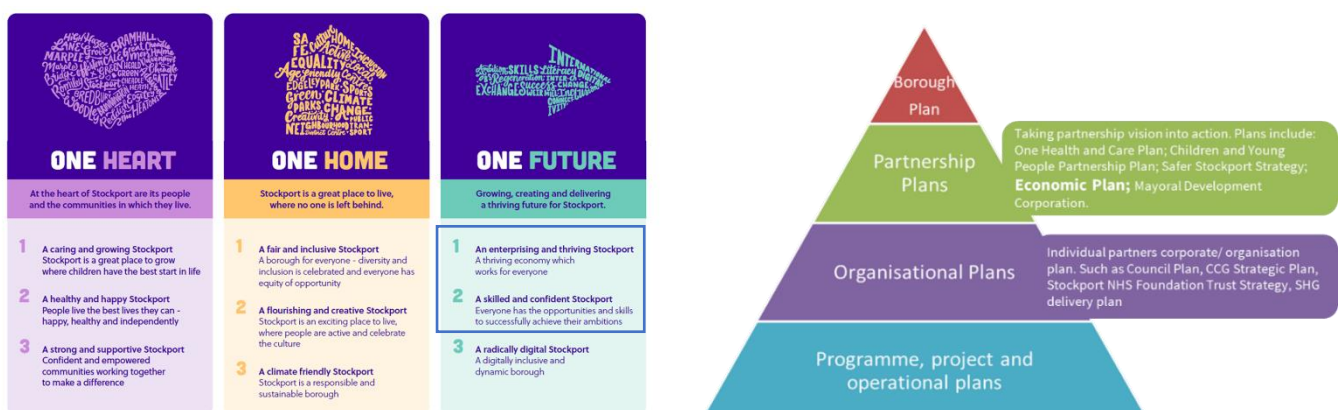 ONE HEART
At the heart of Stockport are its people
and the communities in which they live.
1
A caring and growing Stockport
Stockport is a great place to grow
where children have the best start in life
2
A healthy and happy Stockport
People live the best lives they can -
happy, healthy and independently
3
A strong and supportive Stockport
Confident and empowered
communities working together
to make a difference
ONE HOME
Stockport is a great place to live,
where no one is left behind.
1
A fair and inclusive Stockport
A borough for everyone - diversity and
inclusion is celebrated and everyone has
equity of opportunity
2
A flourishing and creative Stockport
Stockport is an exciting place to live,
where people are active and celebrate
the culture
3
A climate friendly Stockport
Stockport is a responsible and
sustainable borough
ONE FUTURE
Growing, creating and delivering
a thriving future for Stockport.
1
An enterprising and thriving Stockport
A thriving economy which
works for everyone
2
A skilled and confident Stockport
Everyone has the opportunities and skills
to successfully achieve their ambitions
3
A radically digital Stockport
A digitally inclusive and
dynamic borough
Borough
Plan
Partnership
Plans
Taking partnership vision into action. Plans include:
One Health and Care Plan; Children and Young
People Partnership Plan; Safer Stockport Strategy;
Economic Plan; Mayoral Development
Corporation.
Organisational Plans
Individual partners corporate/ organisation
plan. Such as Council Plan, CCG Strategic Plan,
Stockport NHS Foundation Trust Strategy, SHG
delivery plan
Programme, project and
operational plans